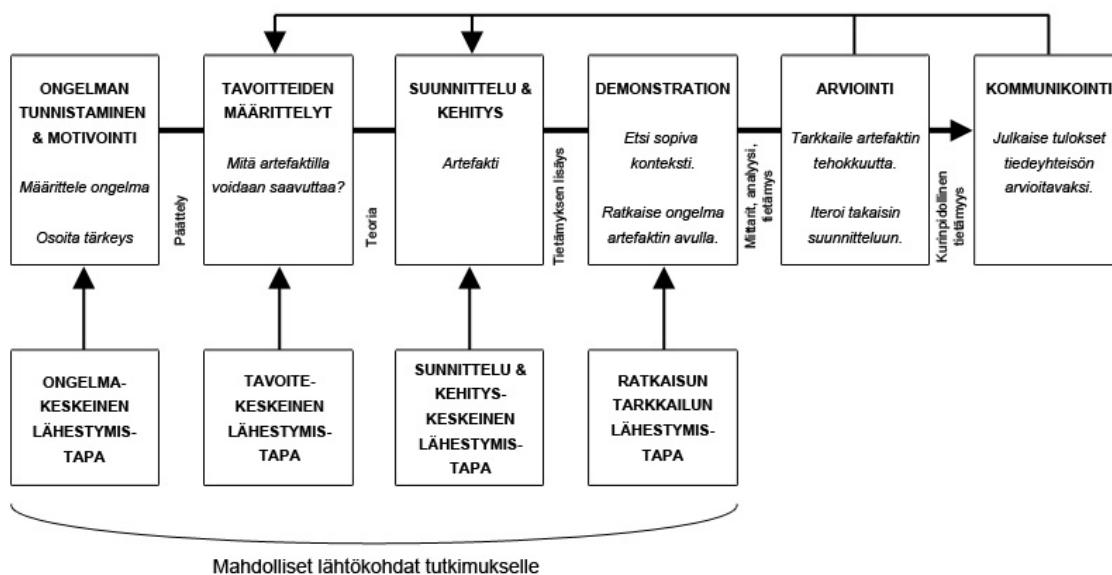 ONGELMAN
TUNNISTAMINEN
& MOTIVOINTI
Määrittele ongelma
Osoita tärkeys
Päättely
TAVOITTEIDEN
MÄÄRITTELYT
Mitä artefaktilla
voidaan saavuttaa?
Teoria
SUUNNITTELU &
KEHITYS
Artefakti
Tietämyksen lisäys
DEMONSTRATION
Etsi sopiva
konteksti.
Ratkaise ongelma
artefaktin avulla.
Mittarit, analyysi,
tietämys
ARVIOINTI
Tarkkaile artefaktin
tehokkuutta.
Iteroi takaisin
suunnitteluun.
Kurinpidollinen
tietämyys
KOMMUNIKOINTI
Julkaise tulokset
tiedeyhteisön
arvioitavaksi.
ONGELMA-
KESKEINEN
LÄHESTYMIS-
TAPA
TAVOITE-
KESKEINEN
LÄHESTYMIS-
TAPA
SUNNITTELU &
KEHITYS-
KESKEINEN
LÄHESTYMIS-
TAPA
RATKAISUN
TARKKAILUN
LÄHESTYMIS-
TAPA
Mahdolliset lähtökohdat tutkimukselle